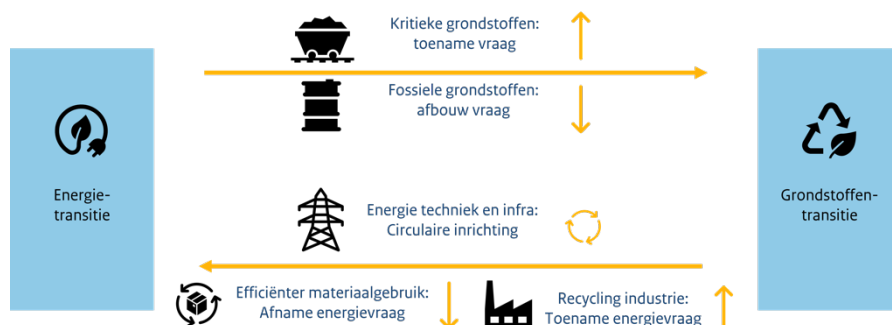 Kritieke grondstoffen:
toename vraag
Fossiele grondstoffen:
afbouw vraag
Energie-
transitie
Grondstoffen-
transitie
Energie techniek en infra:
Circulaire inrichting
Efficiënter materiaalgebruik:
Afname energievraag
Recycling industrie:
Toename energievraag